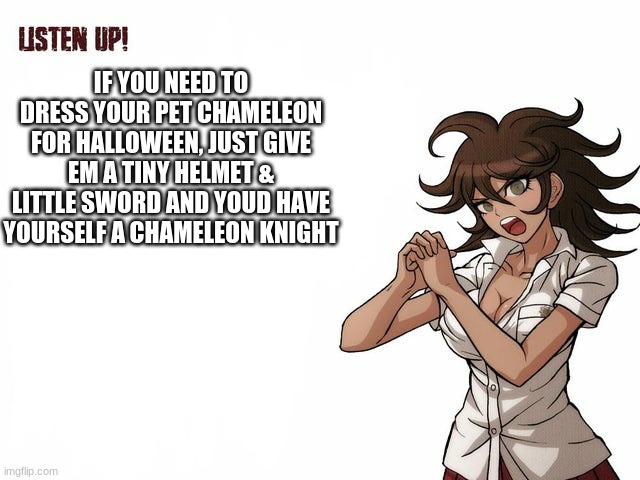 LISTEN UP!
IF YOU NEED TO
DRESS YOUR PET CHAMELEON
FOR HALLOWEEN, JUST GIVE
EM A TINY HELMET &
LITTLE SWORD AND YOUD HAVE
YOURSELF A CHAMELEON KNIGHT
imgflip.com